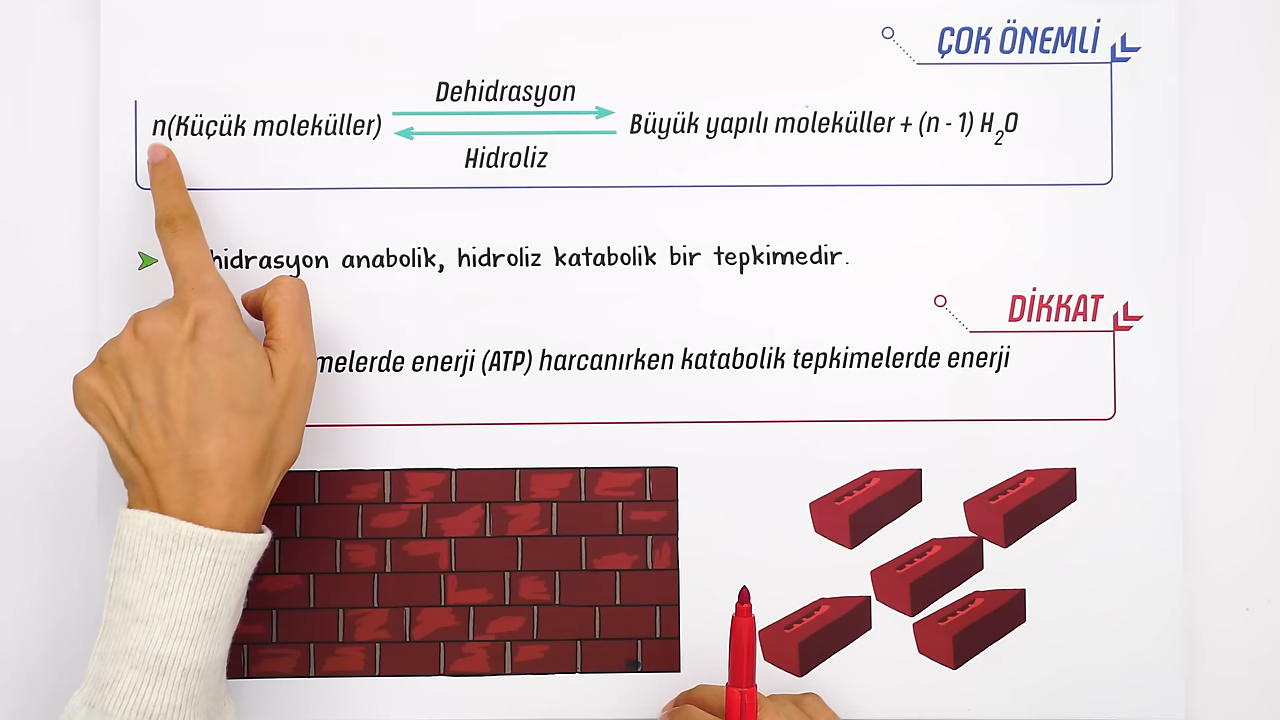 ÇOK ÖNEMLİ
Dehidrasyon
n(Küçük moleküller) Büyük yapılı moleküller + (n - 1) H₂O
Hidroliz
hidrasyon anabolik, hidroliz katabolik bir tepkimedir.
DİKKAT
melerde enerji (ATP) harcanırken katabolik tepkimelerde enerji